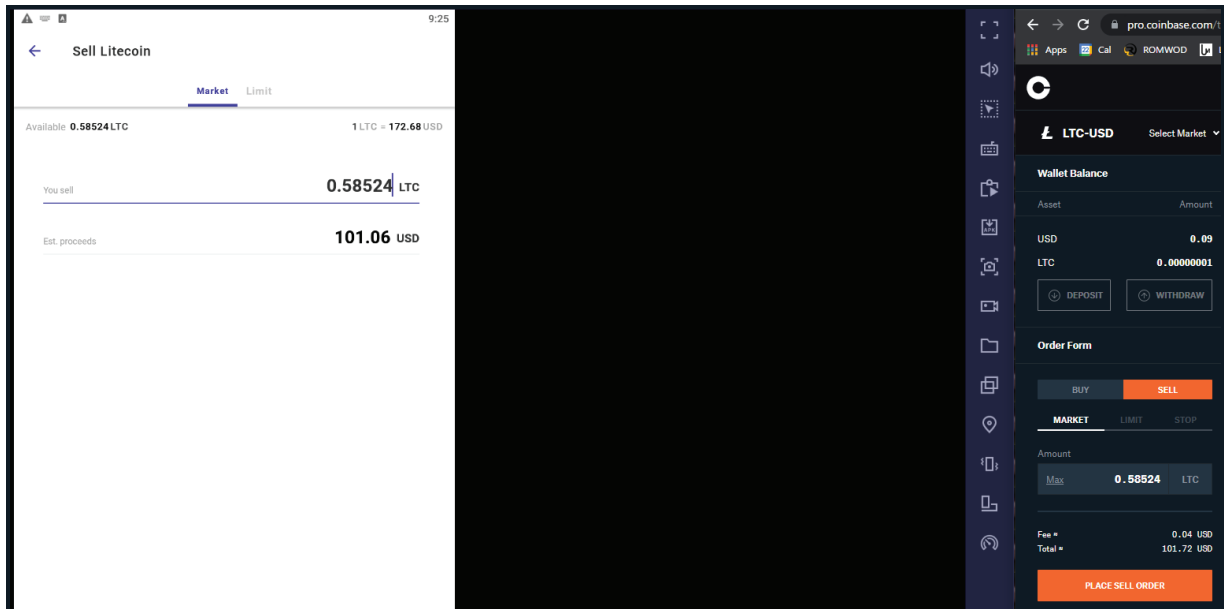 9:25
Sell Litecoin
Market Limit
Available 0.58524 LTC 1 LTC = 172.68 USD
You sell 0.58524 LTC
Est. proceeds 101.06 USD
APK
pro.coinbase.com/t
Apps Cal ROMWOD
LTC-USD Select Market
Wallet Balance
Asset Amount
USD 0.09
LTC 0.00000001
DEPOSIT WITHDRAW
Order Form
BUY SELL
MARKET LIMIT STOP
Amount
Max 0.58524 LTC
Fee ≈ 0.04 USD
Total ≈ 101.72 USD
PLACE SELL ORDER